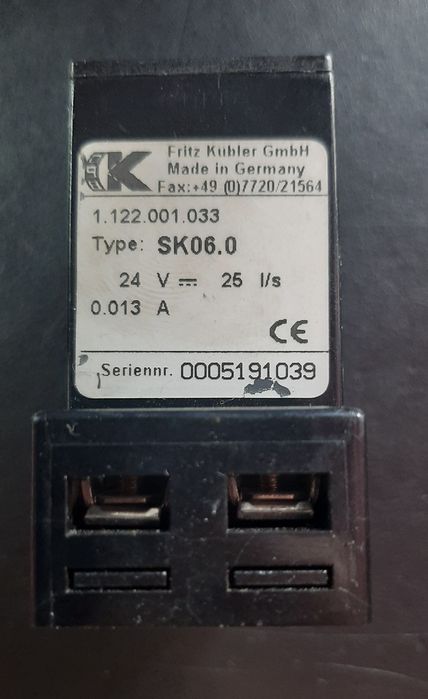 K
Fritz Kübler GmbH
Made in Germany
Fax:+49 (0)7720/21564
1.122.001.033
Type: SK06.0
24 V ⎓ 25 I/s
0.013 A
CE
Seriennr. 0005191039